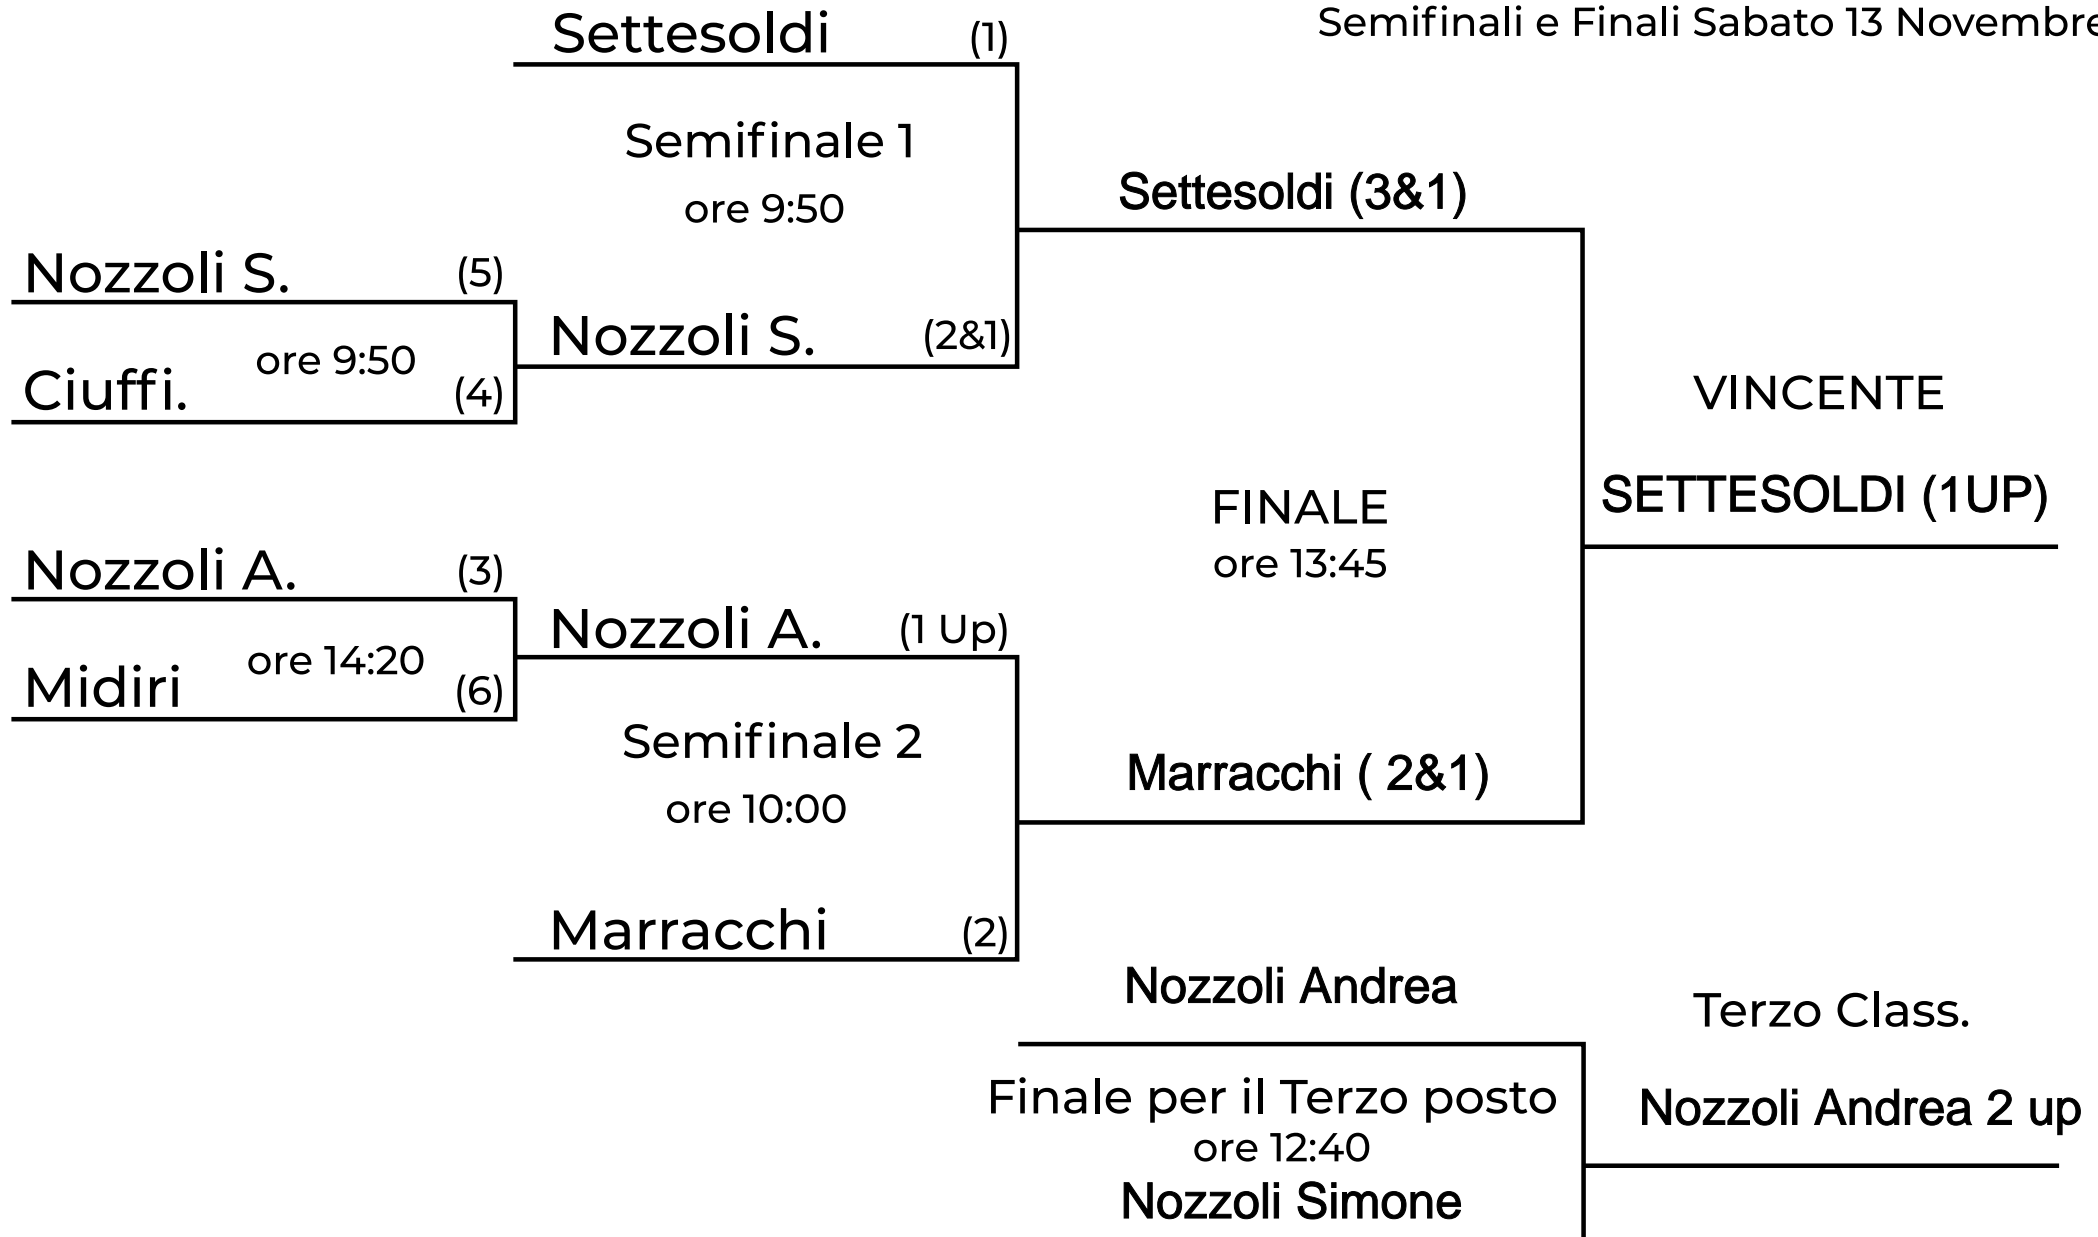 Semifinali e Finali Sabato 13 Novembre
Settesoldi (1)
Semifinale 1
ore 9:50
Settesoldi (3&1)
Nozzoli S. (5)
ore 9:50
Ciuffi. (4)
Nozzoli S. (2&1)
VINCENTE
SETTESOLDI (1UP)
FINALE
ore 13:45
Nozzoli A. (3)
ore 14:20
Midiri (6)
Nozzoli A. (1 Up)
Semifinale 2
ore 10:00
Marracchi ( 2&1)
Marracchi (2)
Nozzoli Andrea
Finale per il Terzo posto
ore 12:40
Nozzoli Simone
Terzo Class.
Nozzoli Andrea 2 up